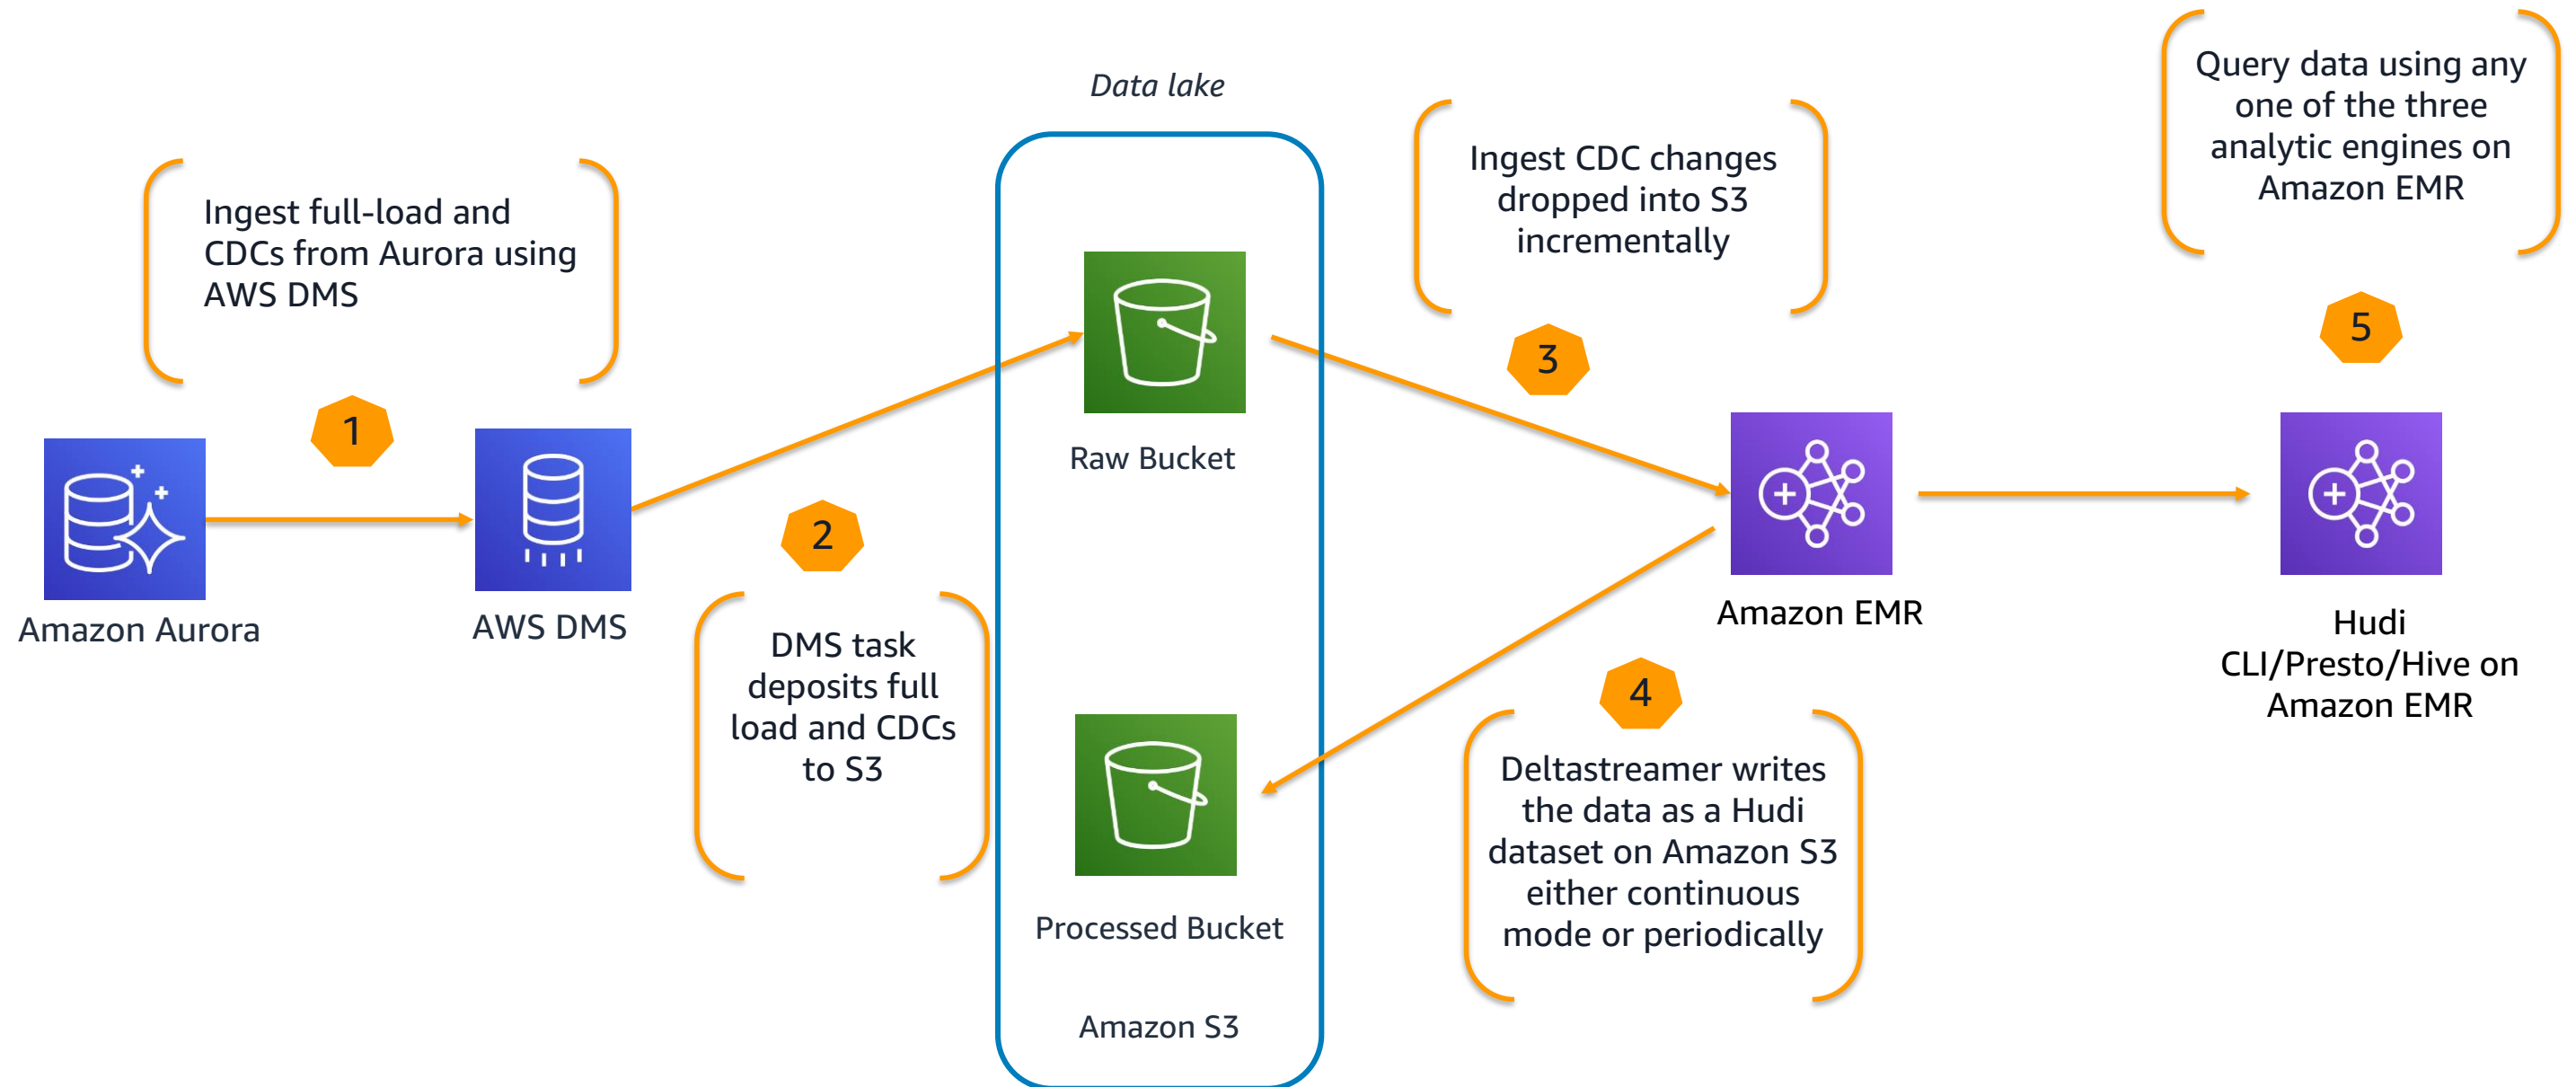 Data lake
Ingest full-load and
CDCs from Aurora using
AWS DMS
1
Amazon Aurora
AWS DMS
2
DMS task
deposits full
load and CDCs
to S3
Raw Bucket
Processed Bucket
Amazon S3
Ingest CDC changes
dropped into S3
incrementally
3
Amazon EMR
4
Deltastreamer writes
the data as a Hudi
dataset on Amazon S3
either continuous
mode or periodically
Query data using any
one of the three
analytic engines on
Amazon EMR
5
Hudi
CLI/Presto/Hive on
Amazon EMR